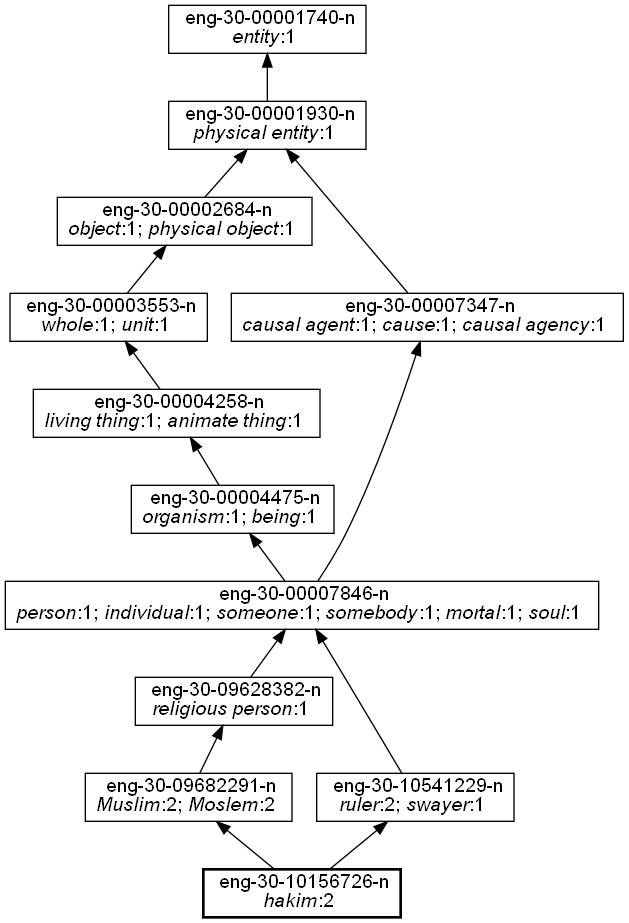 eng-30-00001740-n
entity:1
eng-30-00001930-n
physical entity:1
eng-30-00002684-n
object:1; physical object:1
eng-30-00003553-n
whole:1; unit:1
eng-30-00007347-n
causal agent:1; cause:1; causal agency:1
eng-30-00004258-n
living thing:1; animate thing:1
eng-30-00004475-n
organism:1; being:1
eng-30-00007846-n
person:1; individual:1; someone:1; somebody:1; mortal:1; soul:1
eng-30-09628382-n
religious person:1
eng-30-09682291-n
Muslim:2; Moslem:2
eng-30-10541229-n
ruler:2; swayer:1
eng-30-10156726-n
hakim:2